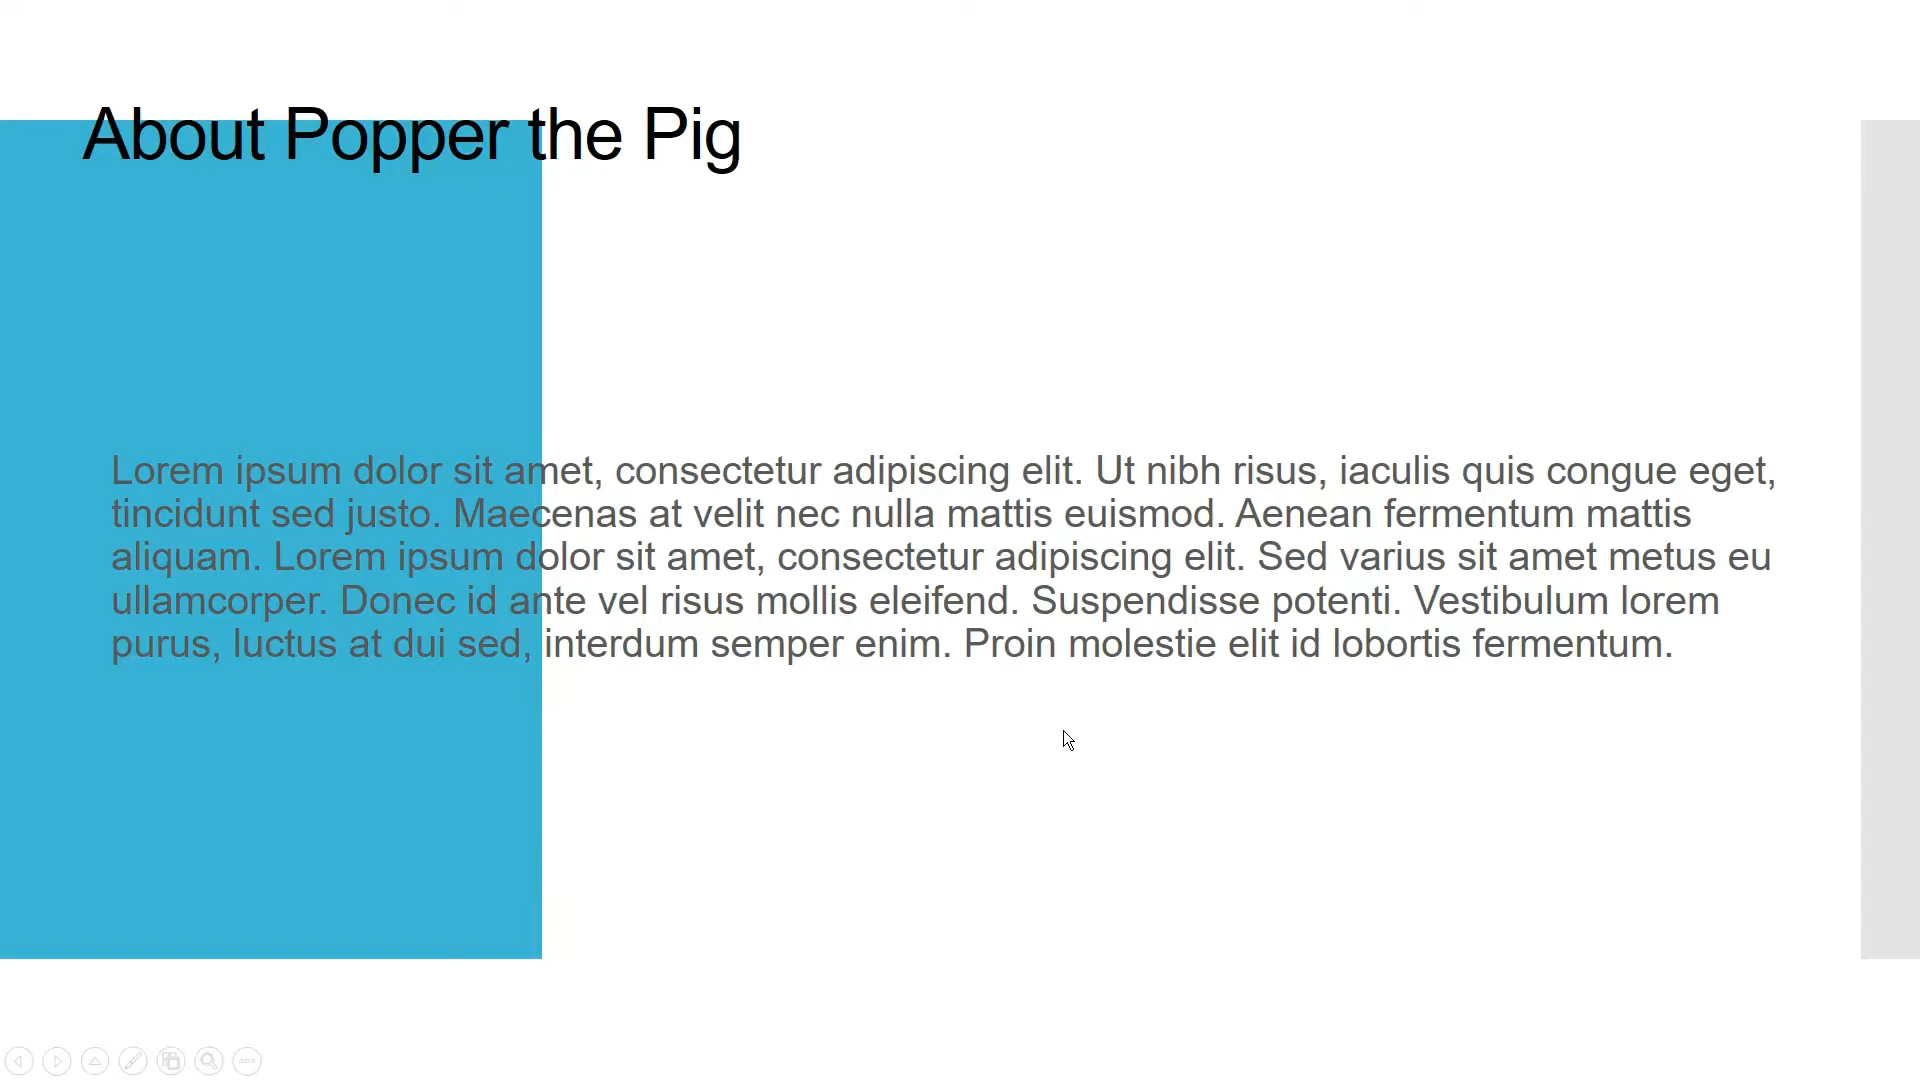 About Popper the Pig
Lorem ipsum dolor sit amet, consectetur adipiscing elit. Ut nibh risus, iaculis quis congue eget,
tincidunt sed justo. Maecenas at velit nec nulla mattis euismod. Aenean fermentum mattis
aliquam. Lorem ipsum dolor sit amet, consectetur adipiscing elit. Sed varius sit amet metus eu
ullamcorper. Donec id ante vel risus mollis eleifend. Suspendisse potenti. Vestibulum lorem
purus, luctus at dui sed, interdum semper enim. Proin molestie elit id lobortis fermentum.